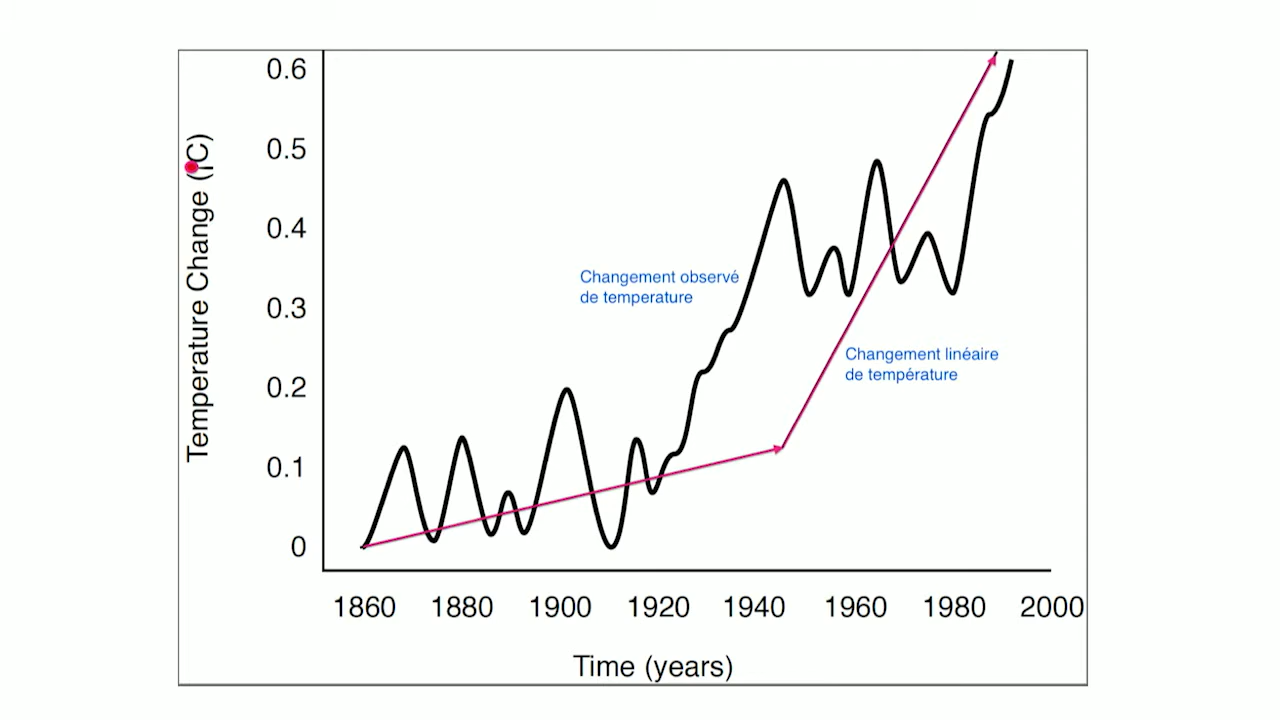 0.6
0.5
0.4
0.3
0.2
0.1
0
Temperature Change (¡C)
Changement observé
de temperature
Changement linéaire
de température
1860 1880 1900 1920 1940 1960 1980 2000
Time (years)